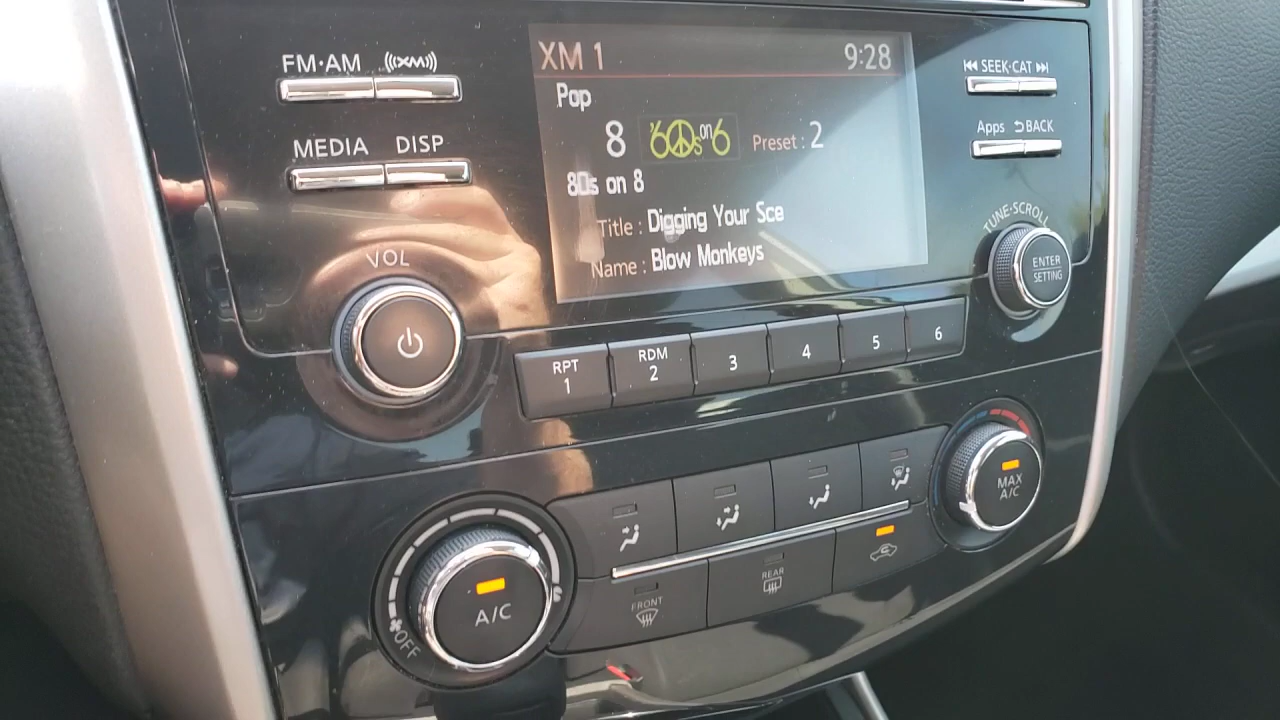 FM·AM
XM
MEDIA
DISP
VOL
XM 1
9:28
Pop
8
'60s on 6
Preset : 2
80s on 8
Title : Digging Your Sce
Name : Blow Monkeys
SEEK·CAT
Apps
BACK
TUNE·SCROLL
ENTER
SETTING
RPT
1
RDM
2
3
4
5
6
MAX
A/C
A/C
OFF
FRONT
REAR